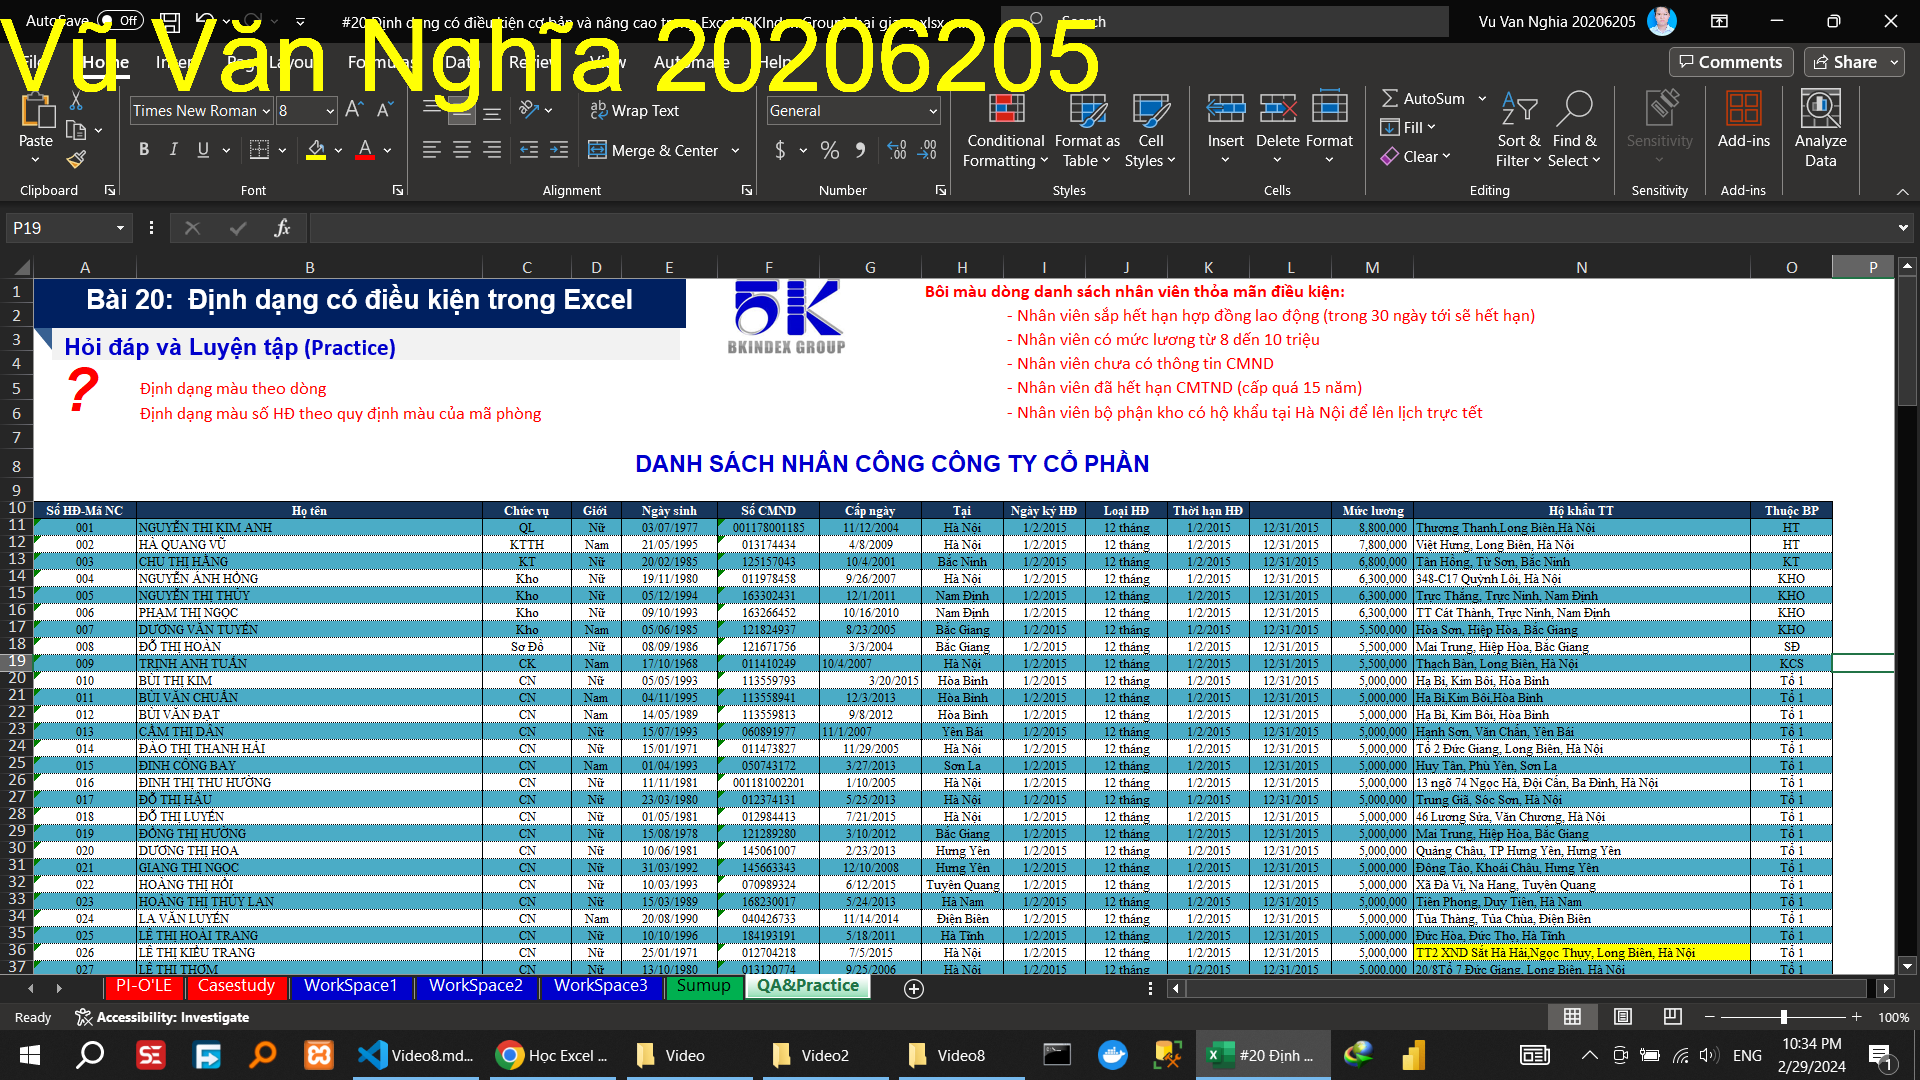 AutoSave Off #20 Định dạng có điều kiện cơ bản và nâng cao trong Excel (BKIndex Group) bai giang.xlsx Search Vu Van Nghia 20206205
Vũ Văn Nghĩa 20206205
File Home Insert Page Layout Formulas Data Review View Automate Help Comments Share
Paste Times New Roman 8 Wrap Text Merge & Center General Conditional Formatting Format as Table Cell Styles Insert Delete Format AutoSum Fill Clear Sort & Filter Find & Select Sensitivity Add-ins Analyze Data
Clipboard Font Alignment Number Styles Cells Editing Sensitivity Add-ins
P19 fx
A B C D E F G H I J K L M N O P
1 Bài 20: Định dạng có điều kiện trong Excel BKINDEX GROUP Bôi màu dòng danh sách nhân viên thỏa mãn điều kiện:
2 - Nhân viên sắp hết hạn hợp đồng lao động (trong 30 ngày tới sẽ hết hạn)
3 Hỏi đáp và Luyện tập (Practice) - Nhân viên có mức lương từ 8 dến 10 triệu
4 ? - Nhân viên chưa có thông tin CMND
5 Định dạng màu theo dòng - Nhân viên đã hết hạn CMTND (cấp quá 15 năm)
6 Định dạng màu số HĐ theo quy định màu của mã phòng - Nhân viên bộ phận kho có hộ khẩu tại Hà Nội để lên lịch trực tết
7
8 DANH SÁCH NHÂN CÔNG CÔNG TY CỔ PHẦN
9
10 Số HĐ-Mã NC Họ tên Chức vụ Giới Ngày sinh Số CMND Cấp ngày Tại Ngày ký HĐ Loại HĐ Thời hạn HĐ Mức lương Hộ khẩu TT Thuộc BP
11 001 NGUYỄN THỊ KIM ANH QL Nữ 03/07/1977 001178001185 11/12/2004 Hà Nội 1/2/2015 12 tháng 1/2/2015 12/31/2015 8,800,000 Thượng Thanh,Long Biên,Hà Nội HT
12 002 HÀ QUANG VŨ KTTH Nam 21/05/1995 013174434 4/8/2009 Hà Nội 1/2/2015 12 tháng 1/2/2015 12/31/2015 7,800,000 Việt Hưng, Long Biên, Hà Nội HT
13 003 CHU THỊ HẰNG KT Nữ 20/02/1985 125157043 10/4/2001 Bắc Ninh 1/2/2015 12 tháng 1/2/2015 12/31/2015 6,800,000 Tân Hồng, Từ Sơn, Bắc Ninh KT
14 004 NGUYỄN ÁNH HỒNG Kho Nữ 19/11/1980 011978458 9/26/2007 Hà Nội 1/2/2015 12 tháng 1/2/2015 12/31/2015 6,300,000 348-C17 Quỳnh Lôi, Hà Nội KHO
15 005 NGUYỄN THỊ THỦY Kho Nữ 05/12/1994 163302431 12/1/2011 Nam Định 1/2/2015 12 tháng 1/2/2015 12/31/2015 6,300,000 Trực Thắng, Trực Ninh, Nam Định KHO
16 006 PHẠM THỊ NGỌC Kho Nữ 09/10/1993 163266452 10/16/2010 Nam Định 1/2/2015 12 tháng 1/2/2015 12/31/2015 6,300,000 TT Cát Thành, Trực Ninh, Nam Định KHO
17 007 DƯƠNG VĂN TUYỂN Kho Nam 05/06/1985 121824937 8/23/2005 Bắc Giang 1/2/2015 12 tháng 1/2/2015 12/31/2015 5,500,000 Hòa Sơn, Hiệp Hòa, Bắc Giang KHO
18 008 ĐỖ THỊ HOÀN Sơ Đồ Nữ 08/09/1986 121671756 3/3/2004 Bắc Giang 1/2/2015 12 tháng 1/2/2015 12/31/2015 5,500,000 Mai Trung, Hiệp Hòa, Bắc Giang SĐ
19 009 TRỊNH ANH TUẤN CK Nam 17/10/1968 011410249 10/4/2007 Hà Nội 1/2/2015 12 tháng 1/2/2015 12/31/2015 5,500,000 Thạch Bàn, Long Biên, Hà Nội KCS
20 010 BÙI THỊ KIM CN Nữ 05/05/1993 113559793 3/20/2015 Hòa Bình 1/2/2015 12 tháng 1/2/2015 12/31/2015 5,000,000 Hạ Bì, Kim Bôi, Hòa Bình Tổ 1
21 011 BÙI VĂN CHUẨN CN Nam 04/11/1995 113558941 12/3/2013 Hòa Bình 1/2/2015 12 tháng 1/2/2015 12/31/2015 5,000,000 Hạ Bì,Kim Bôi,Hòa Bình Tổ 1
22 012 BÙI VĂN ĐẠT CN Nam 14/05/1989 113559813 9/8/2012 Hòa Bình 1/2/2015 12 tháng 1/2/2015 12/31/2015 5,000,000 Hạ Bì, Kim Bôi, Hòa Bình Tổ 1
23 013 CẦM THỊ DẦN CN Nữ 15/07/1993 060891977 11/1/2007 Yên Bái 1/2/2015 12 tháng 1/2/2015 12/31/2015 5,000,000 Hạnh Sơn, Văn Chấn, Yên Bái Tổ 1
24 014 ĐÀO THỊ THANH HẢI CN Nữ 15/01/1971 011473827 11/29/2005 Hà Nội 1/2/2015 12 tháng 1/2/2015 12/31/2015 5,000,000 Tổ 2 Đức Giang, Long Biên, Hà Nội Tổ 1
25 015 ĐINH CÔNG BAY CN Nam 01/04/1993 050743172 3/27/2013 Sơn La 1/2/2015 12 tháng 1/2/2015 12/31/2015 5,000,000 Huy Tân, Phù Yên, Sơn La Tổ 1
26 016 ĐINH THỊ THU HƯỜNG CN Nữ 11/11/1981 001181002201 1/10/2005 Hà Nội 1/2/2015 12 tháng 1/2/2015 12/31/2015 5,000,000 13 ngõ 74 Ngọc Hà, Đội Cấn, Ba Đình, Hà Nội Tổ 1
27 017 ĐỖ THỊ HẬU CN Nữ 23/03/1980 012374131 5/25/2013 Hà Nội 1/2/2015 12 tháng 1/2/2015 12/31/2015 5,000,000 Trung Giã, Sóc Sơn, Hà Nội Tổ 1
28 018 ĐỖ THỊ LUYẾN CN Nữ 01/05/1981 012984413 7/21/2015 Hà Nội 1/2/2015 12 tháng 1/2/2015 12/31/2015 5,000,000 46 Lương Sử a, Văn Chương, Hà Nội Tổ 1
29 019 ĐỒNG THỊ HƯỜNG CN Nữ 15/08/1978 121289280 3/10/2012 Bắc Giang 1/2/2015 12 tháng 1/2/2015 12/31/2015 5,000,000 Mai Trung, Hiệp Hòa, Bắc Giang Tổ 1
30 020 DƯƠNG THỊ HOA CN Nữ 10/06/1981 145061007 2/23/2013 Hưng Yên 1/2/2015 12 tháng 1/2/2015 12/31/2015 5,000,000 Quảng Châu, TP Hưng Yên, Hưng Yên Tổ 1
31 021 GIANG THỊ NGỌC CN Nữ 31/03/1992 145663343 12/10/2008 Hưng Yên 1/2/2015 12 tháng 1/2/2015 12/31/2015 5,000,000 Đông Tảo, Khoái Châu, Hưng Yên Tổ 1
32 022 HOÀNG THỊ HỒI CN Nữ 10/03/1993 070989324 6/12/2015 Tuyên Quang 1/2/2015 12 tháng 1/2/2015 12/31/2015 5,000,000 Xã Đà Vị, Na Hang, Tuyên Quang Tổ 1
33 023 HOÀNG THỊ THÚY LAN CN Nữ 15/03/1989 168230017 5/24/2013 Hà Nam 1/2/2015 12 tháng 1/2/2015 12/31/2015 5,000,000 Tiên Phong, Duy Tiên, Hà Nam Tổ 1
34 024 LA VĂN LUYẾN CN Nam 20/08/1990 040426733 11/14/2014 Điện Biên 1/2/2015 12 tháng 1/2/2015 12/31/2015 5,000,000 Tủa Thàng, Tủa Chùa, Điện Biên Tổ 1
35 025 LÊ THỊ HOÀI TRANG CN Nữ 10/10/1996 184193191 5/18/2011 Hà Tĩnh 1/2/2015 12 tháng 1/2/2015 12/31/2015 5,000,000 Đức Hòa, Đức Thọ, Hà Tĩnh Tổ 1
36 026 LÊ THỊ KIỀU TRANG CN Nữ 25/01/1971 012704218 7/5/2015 Hà Nội 1/2/2015 12 tháng 1/2/2015 12/31/2015 5,000,000 TT2 XND Sắt Hà Hải,Ngọc Thụy, Long Biên, Hà Nội Tổ 1
37 027 LÊ THỊ THƠM CN Nữ 13/10/1980 013120774 9/25/2006 Hà Nội 1/2/2015 12 tháng 1/2/2015 12/31/2015 5,000,000 20/8Tổ 7 Đức Giang, Long Biên, Hà Nội Tổ 1
PI-O'LE Casestudy WorkSpace1 WorkSpace2 WorkSpace3 Sumup QA&Practice
Ready Accessibility: Investigate 100%
Video8.md... Học Excel ... Video Video2 Video8 #20 Định ... ENG 10:34 PM 2/29/2024 1